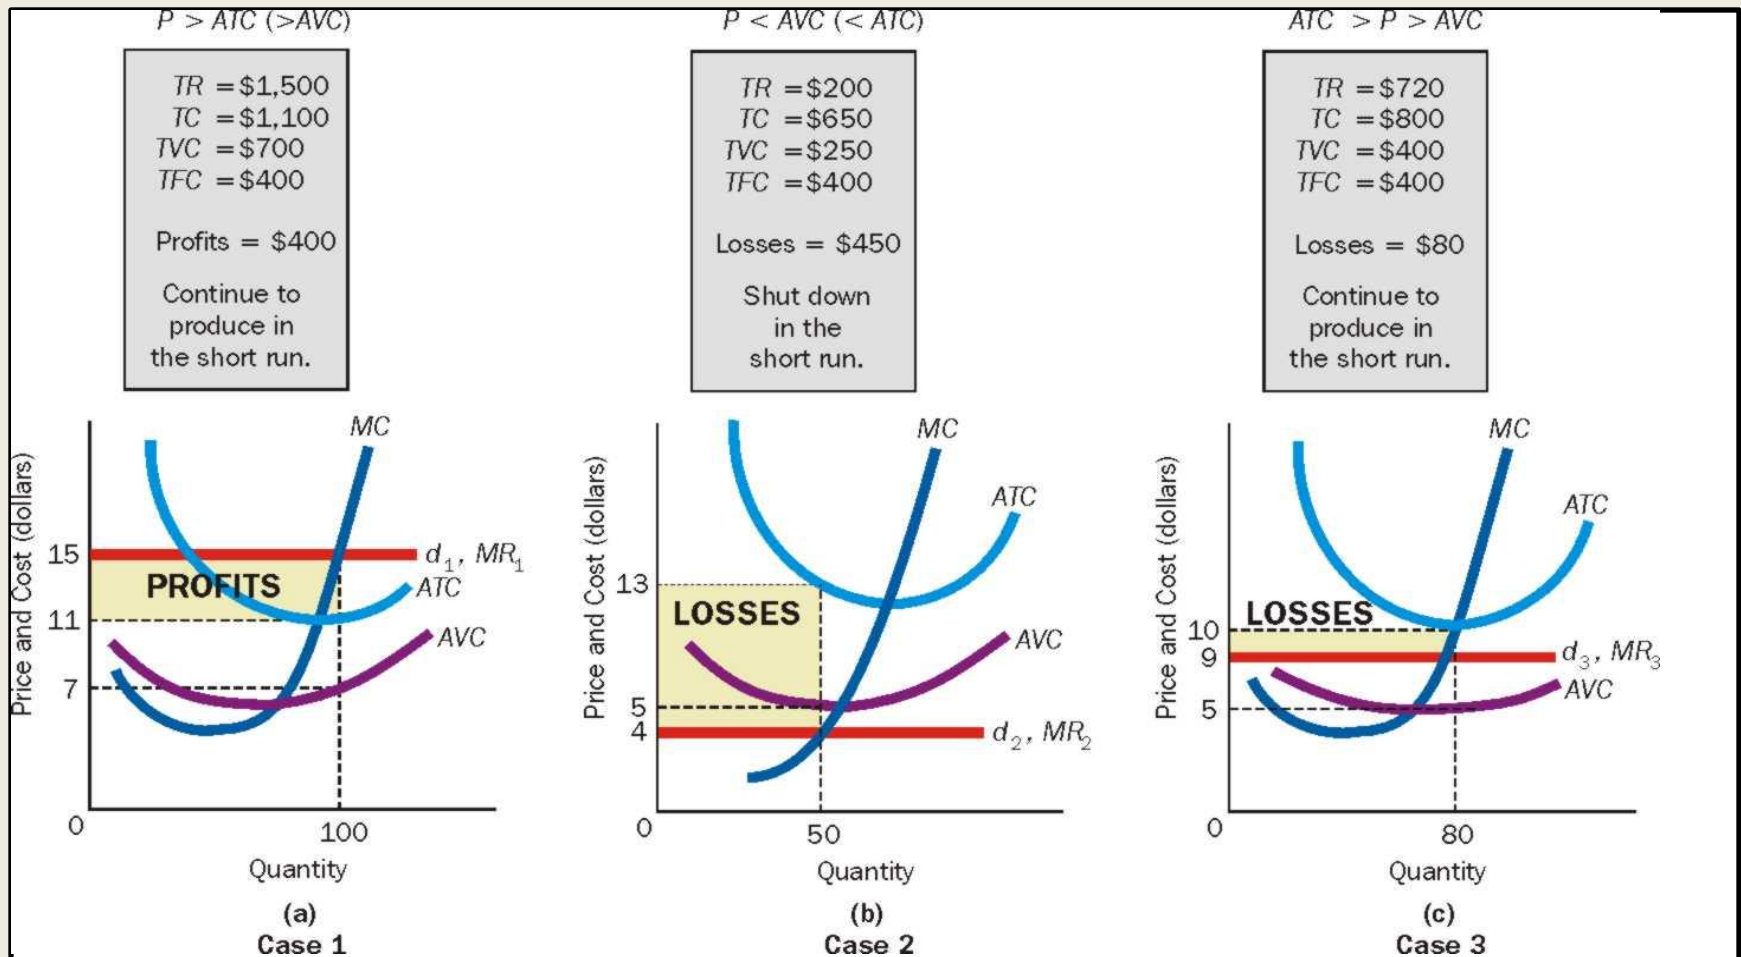 P > ATC (>AVC)
TR = $1,500
TC = $1,100
TVC = $700
TFC = $400
Profits = $400
Continue to
produce in
the short run.
Price and Cost (dollars)
MC
15
d₁, MR₁
PROFITS
ATC
11
AVC
7
0
100
Quantity
(a)
Case 1
P < AVC (< ATC)
TR = $200
TC = $650
TVC = $250
TFC = $400
Losses = $450
Shut down
in the
short run.
Price and Cost (dollars)
MC
ATC
13
LOSSES
AVC
5
4
d₂, MR₂
0
50
Quantity
(b)
Case 2
ATC > P > AVC
TR = $720
TC = $800
TVC = $400
TFC = $400
Losses = $80
Continue to
produce in
the short run.
Price and Cost (dollars)
MC
ATC
LOSSES
10
9
d₃, MR₃
AVC
5
0
80
Quantity
(c)
Case 3